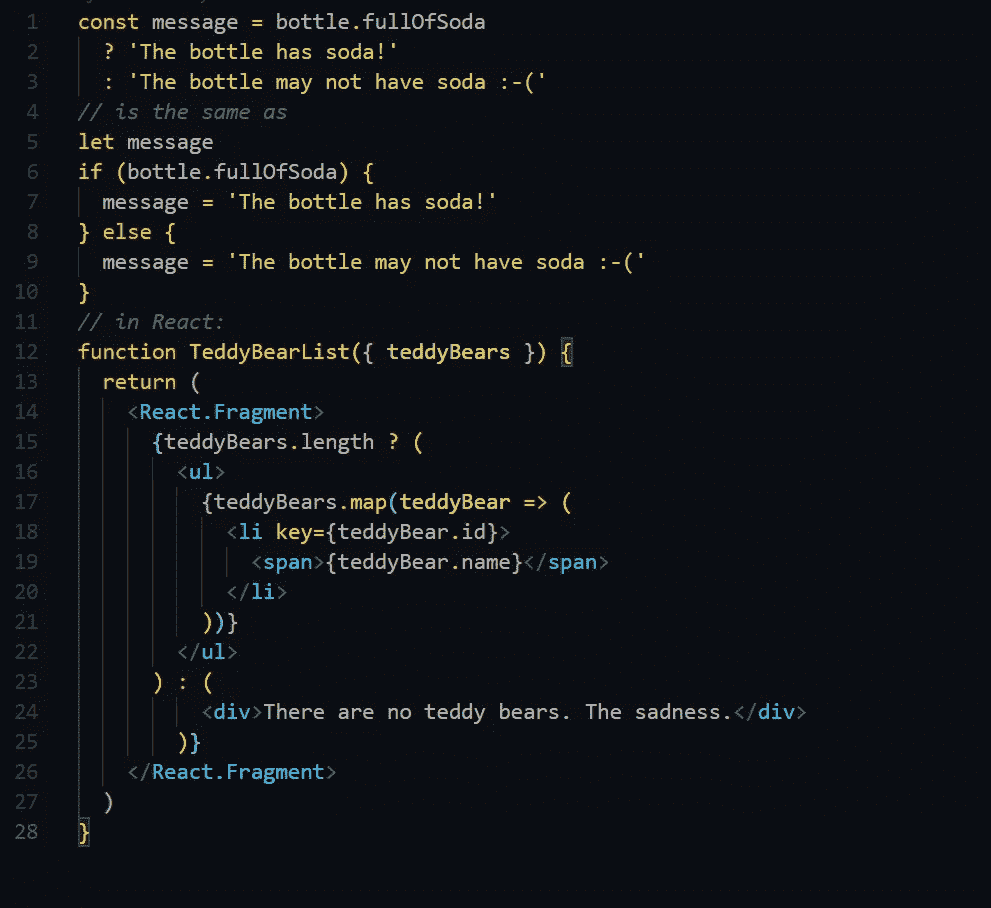 1 const message = bottle.fullOfSoda
2   ? 'The bottle has soda!'
3   : 'The bottle may not have soda :-('
4 // is the same as
5 let message
6 if (bottle.fullOfSoda) {
7   message = 'The bottle has soda!'
8 } else {
9   message = 'The bottle may not have soda :-('
10 }
11 // in React:
12 function TeddyBearList({ teddyBears }) {
13   return (
14     <React.Fragment>
15       {teddyBears.length ? (
16         <ul>
17           {teddyBears.map(teddyBear => (
18             <li key={teddyBear.id}>
19               <span>{teddyBear.name}</span>
20             </li>
21           ))}
22         </ul>
23       ) : (
24           <div>There are no teddy bears. The sadness.</div>
25         )}
26     </React.Fragment>
27   )
28 }